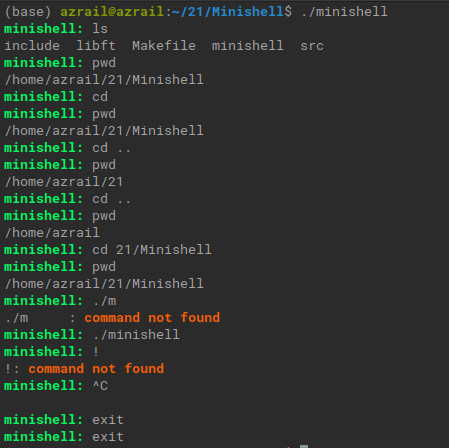 (base) azrail@azrail:~/21/Minishell$ ./minishell
minishell: ls
include  libft  Makefile  minishell  src
minishell: pwd
/home/azrail/21/Minishell
minishell: cd
minishell: pwd
/home/azrail/21/Minishell
minishell: cd ..
minishell: pwd
/home/azrail/21
minishell: cd ..
minishell: pwd
/home/azrail
minishell: cd 21/Minishell
minishell: pwd
/home/azrail/21/Minishell
minishell: ./m
./m     : command not found
minishell: ./minishell
minishell: !
!: command not found
minishell: ^C
minishell: exit
minishell: exit